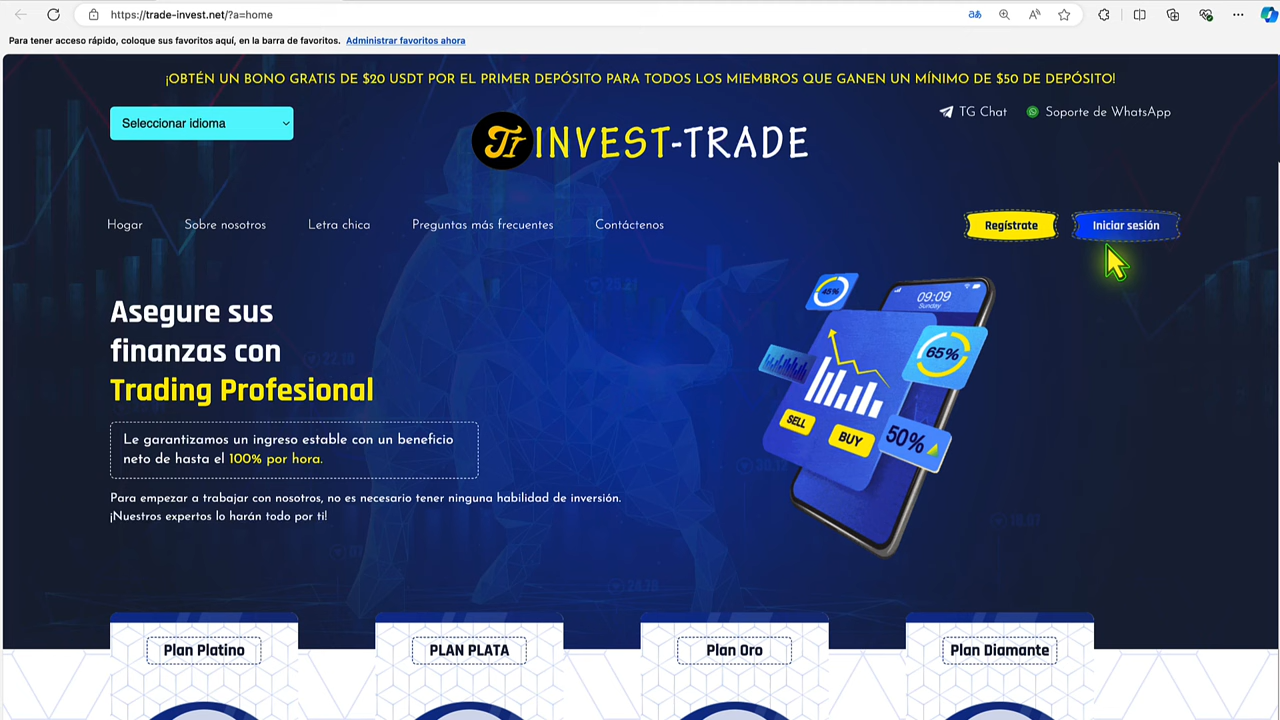 https://trade-invest.net/?a=home
Para tener acceso rápido, coloque sus favoritos aquí, en la barra de favoritos. Administrar favoritos ahora
¡OBTÉN UN BONO GRATIS DE $20 USDT POR EL PRIMER DEPÓSITO PARA TODOS LOS MIEMBROS QUE GANEN UN MÍNIMO DE $50 DE DEPÓSITO!
Seleccionar idioma
INVEST-TRADE
TG Chat
Soporte de WhatsApp
Hogar
Sobre nosotros
Letra chica
Preguntas más frecuentes
Contáctenos
Regístrate
Iniciar sesión
Asegure sus
finanzas con
Trading Profesional
Le garantizamos un ingreso estable con un beneficio
neto de hasta el 100% por hora.
Para empezar a trabajar con nosotros, no es necesario tener ninguna habilidad de inversión.
¡Nuestros expertos lo harán todo por ti!
45%
09:09
Sunday
65%
SELL
BUY
50%
Plan Platino
PLAN PLATA
Plan Oro
Plan Diamante